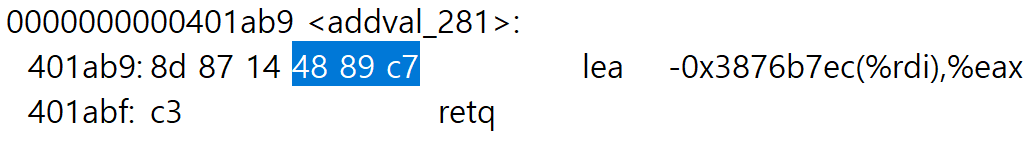 0000000000401ab9 <addval_281>:
401ab9: 8d 87 14 48 89 c7 lea -0x3876b7ec(%rdi),%eax
401abf: c3 retq